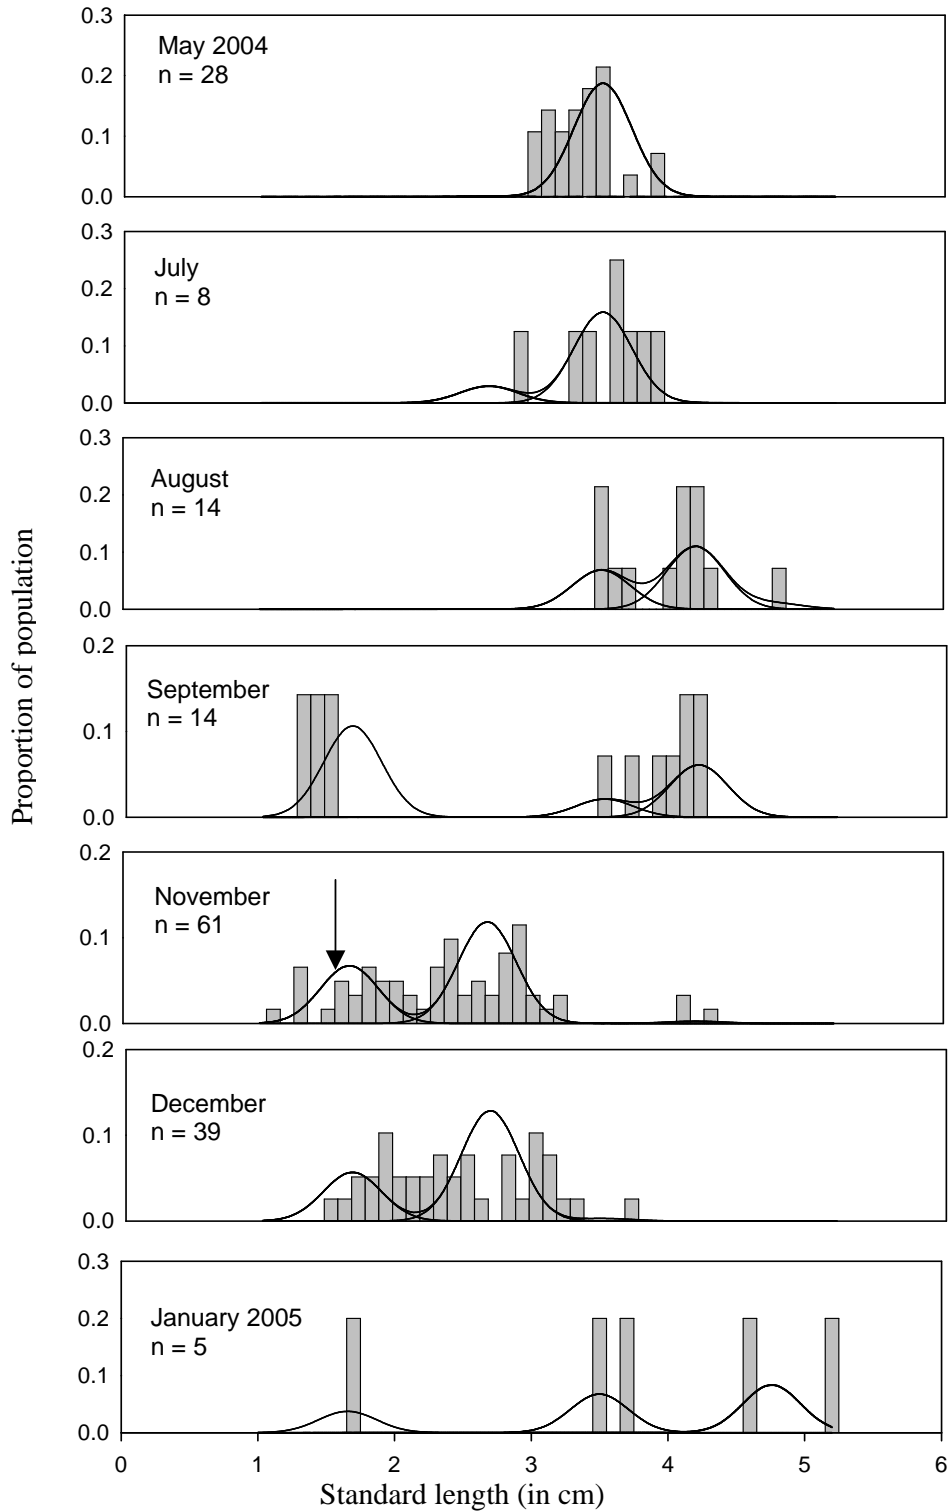 0.3
May 2004
n = 28
0.2
0.1
0.0
0.3
July
n = 8
0.2
0.1
0.0
0.3
August
n = 14
0.2
0.1
0.0
0.2
September
n = 14
0.1
0.0
0.2
November
n = 61
0.1
0.0
0.2
December
n = 39
0.1
0.0
0.3
January 2005
n = 5
0.2
0.1
0.0
0 1 2 3 4 5 6
Standard length (in cm)
Proportion of population